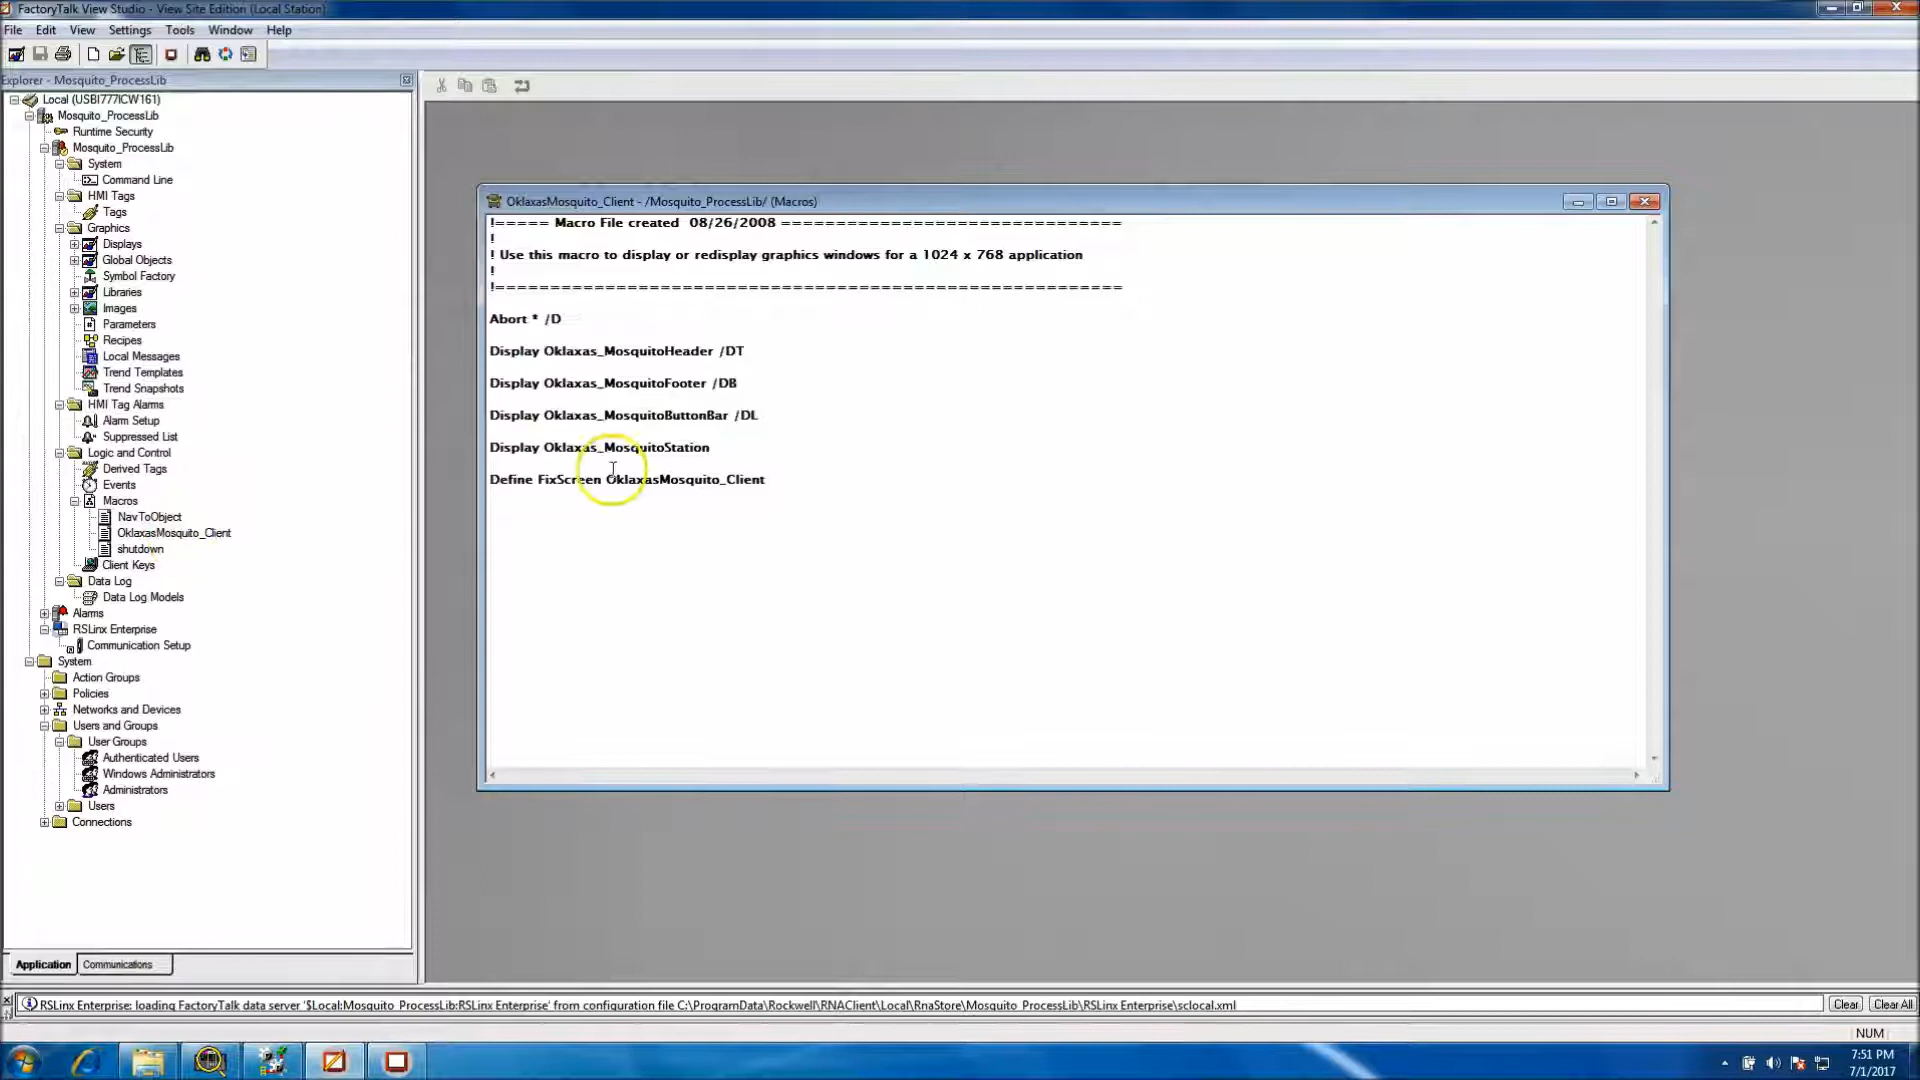 FactoryTalk View Studio - View Site Edition (Local Station)
File Edit View Settings Tools Window Help
Explorer - Mosquito_ProcessLib
Local (USBI777ICW161)
Mosquito_ProcessLib
Runtime Security
Mosquito_ProcessLib
System
Command Line
HMI Tags
Tags
Graphics
Displays
Global Objects
Symbol Factory
Libraries
Images
Parameters
Recipes
Local Messages
Trend Templates
Trend Snapshots
HMI Tag Alarms
Alarm Setup
Suppressed List
Logic and Control
Derived Tags
Events
Macros
NavToObject
OklaxasMosquito_Client
shutdown
Client Keys
Data Log
Data Log Models
Alarms
RSLinx Enterprise
Communication Setup
System
Action Groups
Policies
Networks and Devices
Users and Groups
User Groups
Authenticated Users
Windows Administrators
Administrators
Users
Connections
Application Communications
OklaxasMosquito_Client - /Mosquito_ProcessLib/ (Macros)
!===== Macro File created 08/26/2008 ===============================
!
! Use this macro to display or redisplay graphics windows for a 1024 x 768 application
!
!=========================================================
Abort * /D
Display Oklaxas_MosquitoHeader /DT
Display Oklaxas_MosquitoFooter /DB
Display Oklaxas_MosquitoButtonBar /DL
Display Oklaxas_MosquitoStation
Define FixScreen OklaxasMosquito_Client
RSLinx Enterprise: loading FactoryTalk data server '$Local:Mosquito_ProcessLib:RSLinx Enterprise' from configuration file C:\ProgramData\Rockwell\RNAClient\Local\RnaStore\Mosquito_ProcessLib\RSLinx Enterprise\sclocal.xml
Clear Clear All
NUM
7:51 PM
7/1/2017